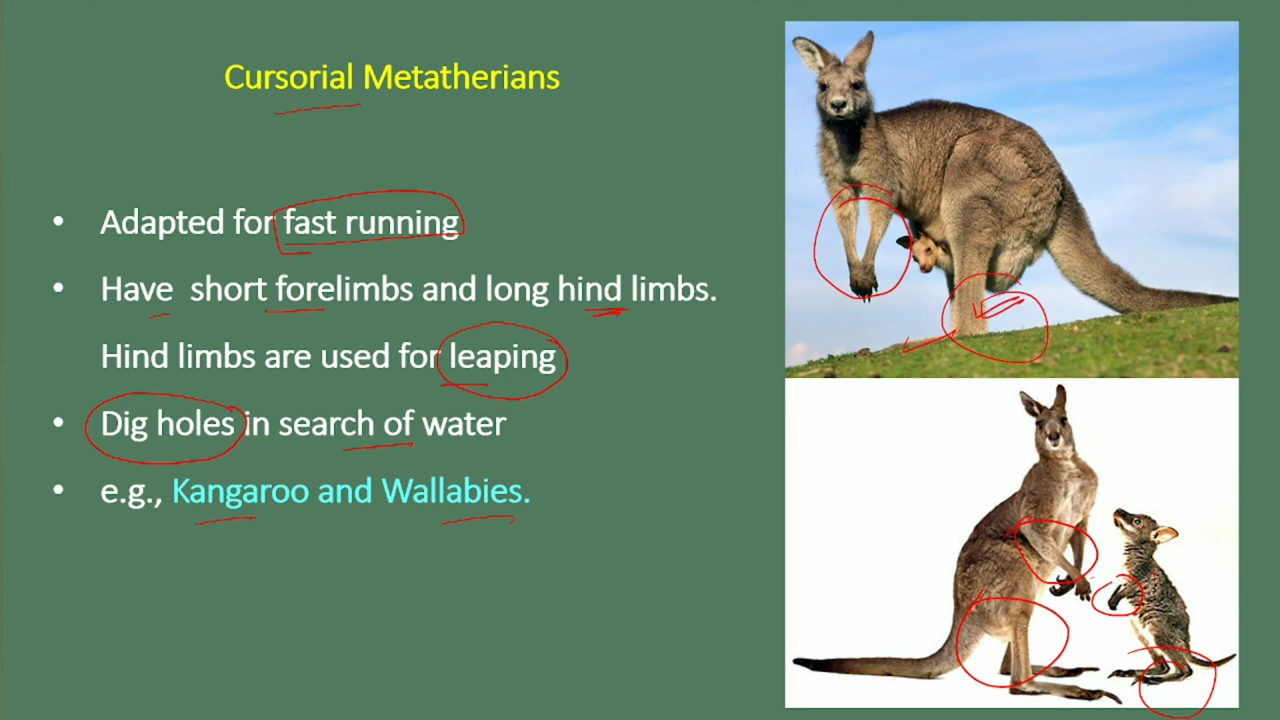 Cursorial Metatherians
• Adapted for fast running
• Have short forelimbs and long hind limbs.
Hind limbs are used for leaping
• Dig holes in search of water
• e.g., Kangaroo and Wallabies.